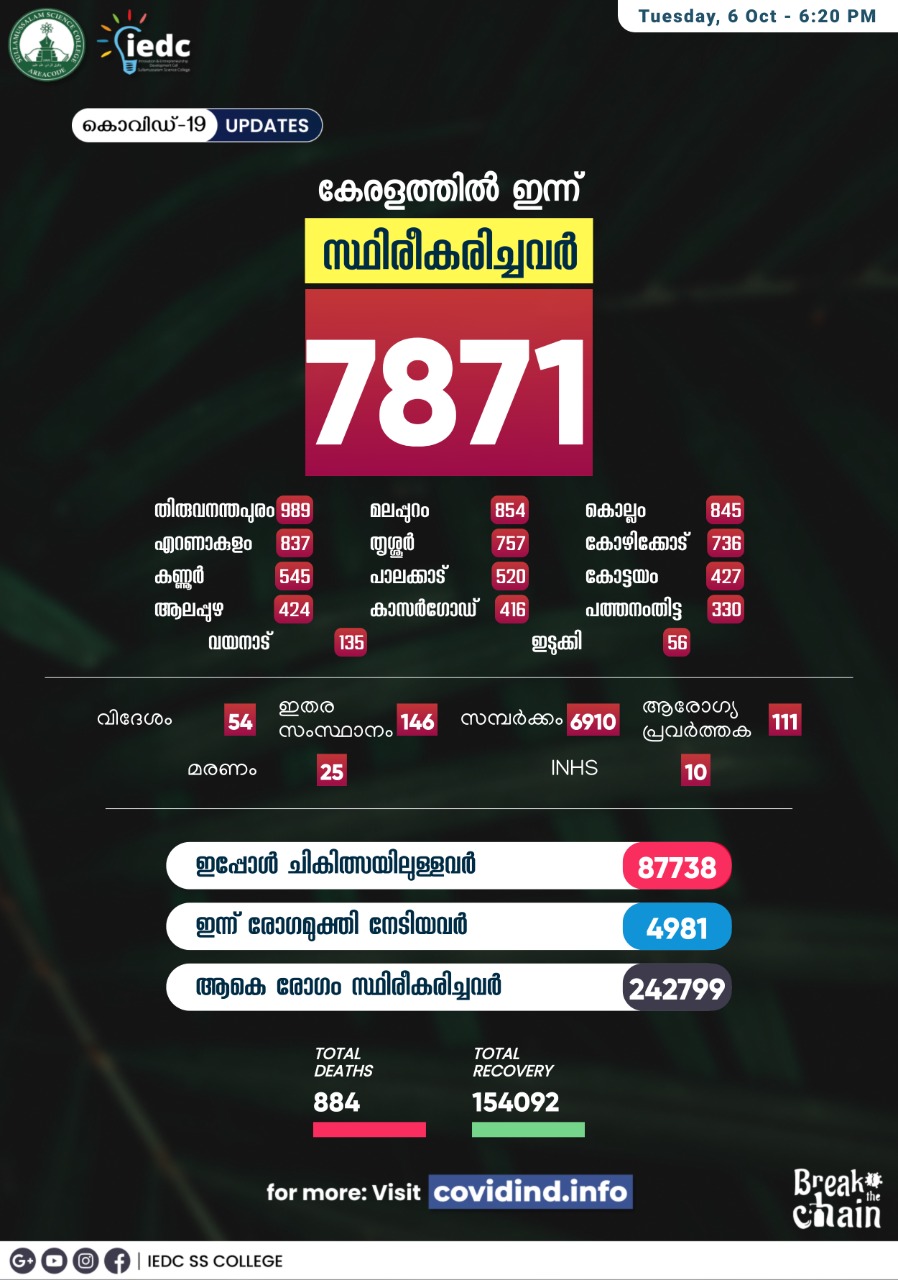 Tuesday, 6 Oct - 6:20 PM
SULLAMUSSALAM SCIENCE COLLEGE
AREACODE
iedc
കൊവിഡ്-19 UPDATES
കേരളത്തിൽ ഇന്ന്
സ്ഥിരീകരിച്ചവർ
7871
തിരുവനന്തപുരം 989 മലപ്പുറം 854 കൊല്ലം 845
എറണാകുളം 837 തൃശ്ശൂർ 757 കോഴിക്കോട് 736
കണ്ണൂർ 545 പാലക്കാട് 520 കോട്ടയം 427
ആലപ്പുഴ 424 കാസർഗോഡ് 416 പത്തനംതിട്ട 330
വയനാട് 135 ഇടുക്കി 56
വിദേശം 54 ഇതര സംസ്ഥാനം 146 സമ്പർക്കം 6910 ആരോഗ്യ പ്രവർത്തക 111
മരണം 25 INHS 10
ഇപ്പോൾ ചികിത്സയിലുള്ളവർ 87738
ഇന്ന് രോഗമുക്തി നേടിയവർ 4981
ആകെ രോഗം സ്ഥിരീകരിച്ചവർ 242799
TOTAL DEATHS
884
TOTAL RECOVERY
154092
for more: Visit covidind.info
Break the chain
G+ f | IEDC SS COLLEGE